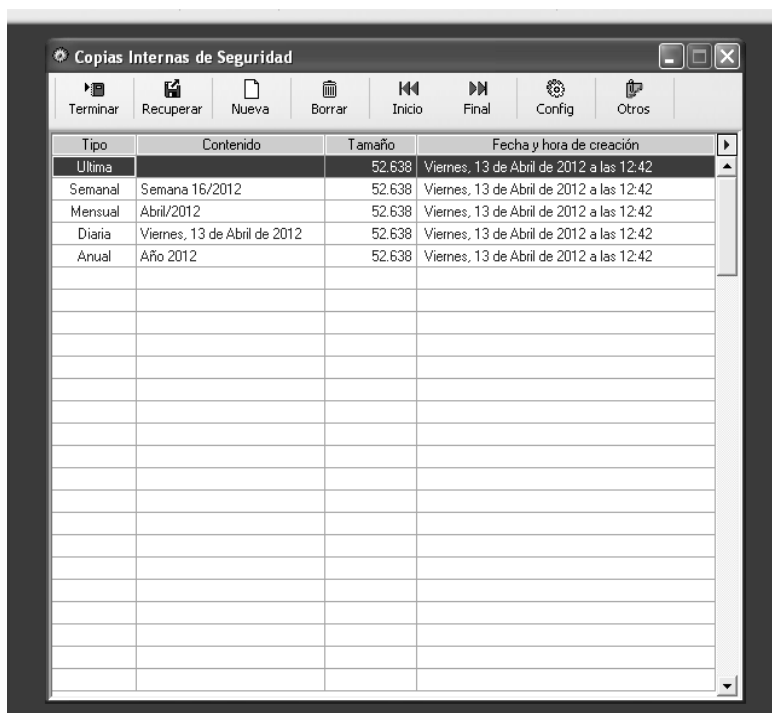 Copias Internas de Seguridad
Terminar Recuperar Nueva Borrar Inicio Final Config Otros
Tipo Contenido Tamaño Fecha y hora de creación
Ultima 52.638 Viernes, 13 de Abril de 2012 a las 12:42
Semanal Semana 16/2012 52.638 Viernes, 13 de Abril de 2012 a las 12:42
Mensual Abril/2012 52.638 Viernes, 13 de Abril de 2012 a las 12:42
Diaria Viernes, 13 de Abril de 2012 52.638 Viernes, 13 de Abril de 2012 a las 12:42
Anual Año 2012 52.638 Viernes, 13 de Abril de 2012 a las 12:42